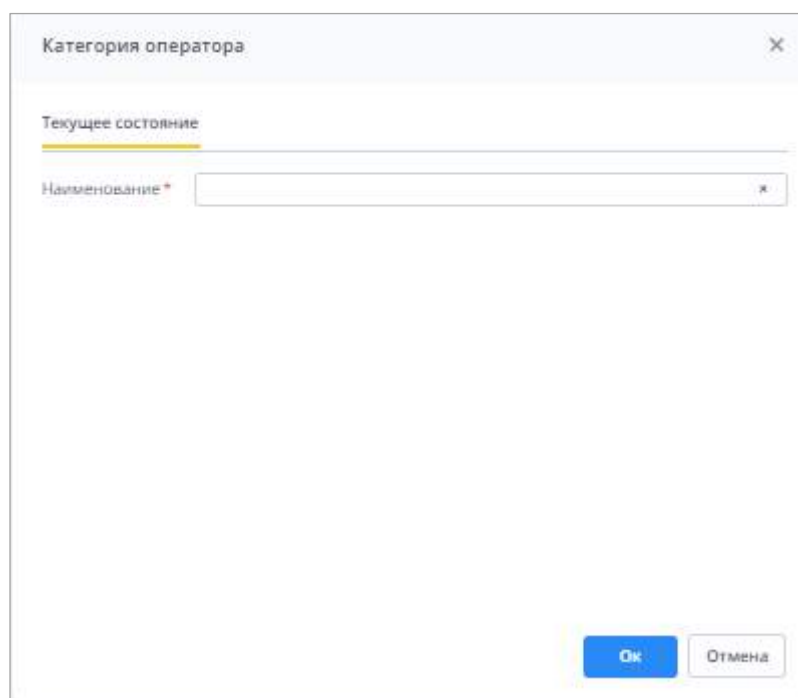 Категория оператора
Текущее состояние
Наименование *
Ок
Отмена